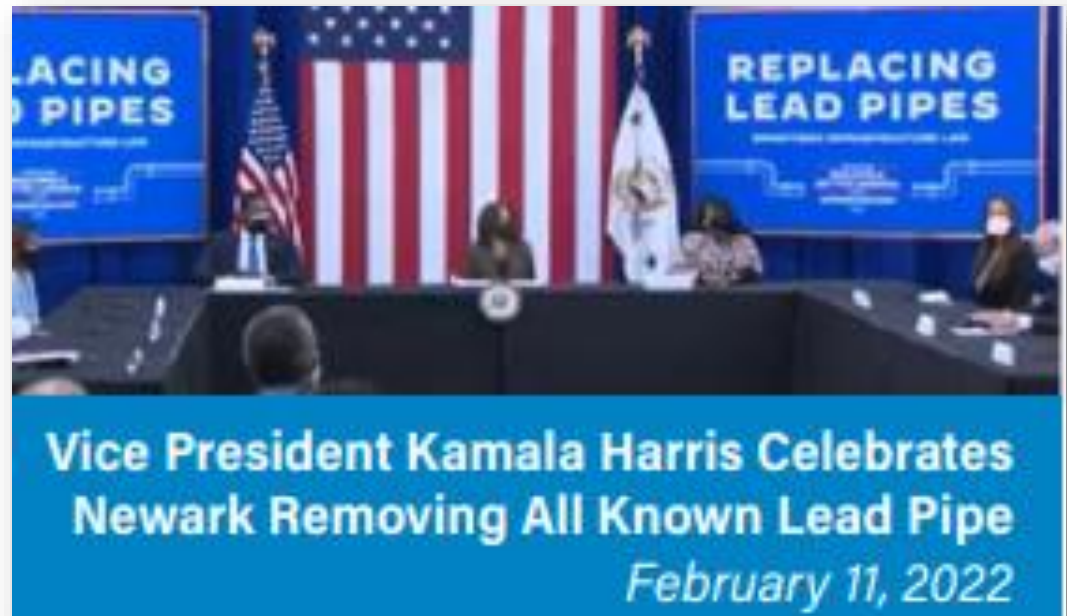 LACING
PIPES
REPLACING
LEAD PIPES
Vice President Kamala Harris Celebrates
Newark Removing All Known Lead Pipe
February 11, 2022